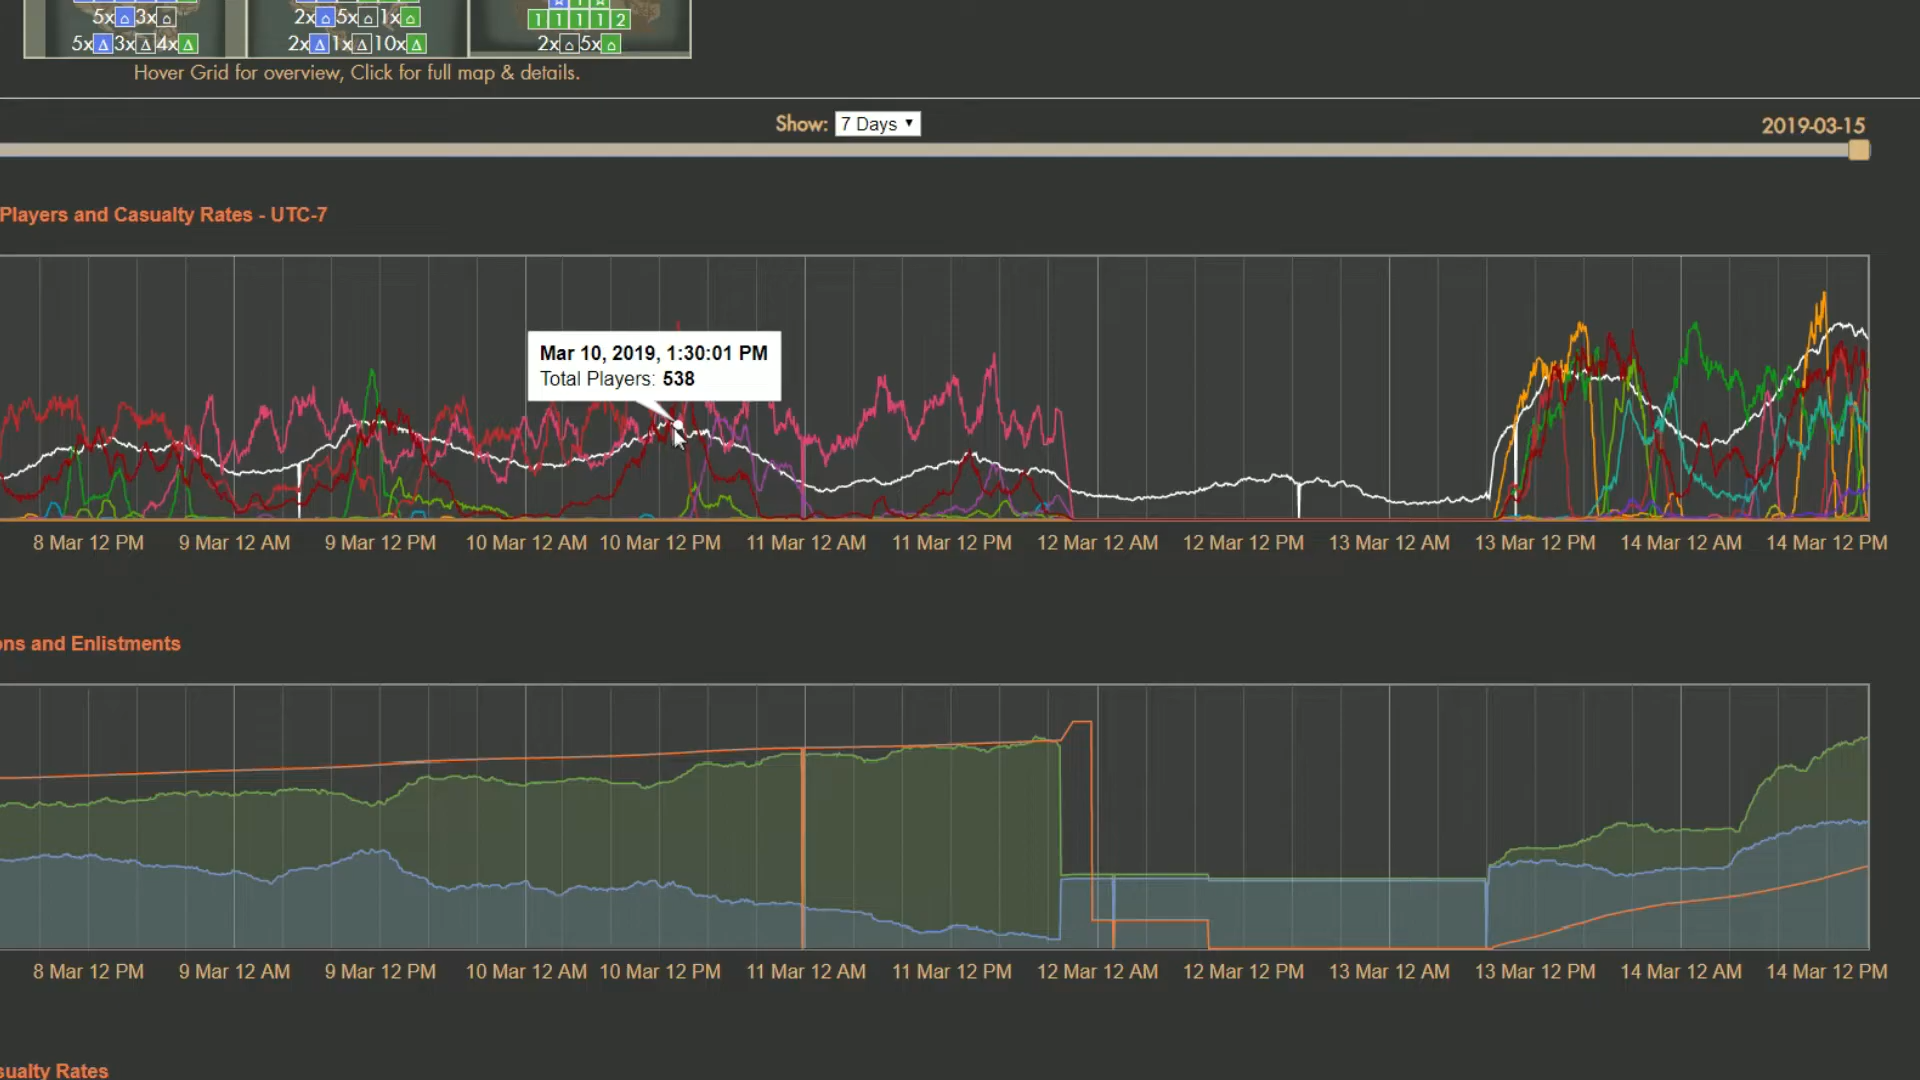 5x 3x
2x 5x 1x
1 1 1 1 2
5x 3x 4x
2x 1x 10x
2x 5x
Hover Grid for overview, Click for full map & details.
Show: 7 Days
2019-03-15
Players and Casualty Rates - UTC-7
Mar 10, 2019, 1:30:01 PM
Total Players: 538
8 Mar 12 PM 9 Mar 12 AM 9 Mar 12 PM 10 Mar 12 AM 10 Mar 12 PM 11 Mar 12 AM 11 Mar 12 PM 12 Mar 12 AM 12 Mar 12 PM 13 Mar 12 AM 13 Mar 12 PM 14 Mar 12 AM 14 Mar 12 PM
ons and Enlistments
8 Mar 12 PM 9 Mar 12 AM 9 Mar 12 PM 10 Mar 12 AM 10 Mar 12 PM 11 Mar 12 AM 11 Mar 12 PM 12 Mar 12 AM 12 Mar 12 PM 13 Mar 12 AM 13 Mar 12 PM 14 Mar 12 AM 14 Mar 12 PM
sualty Rates